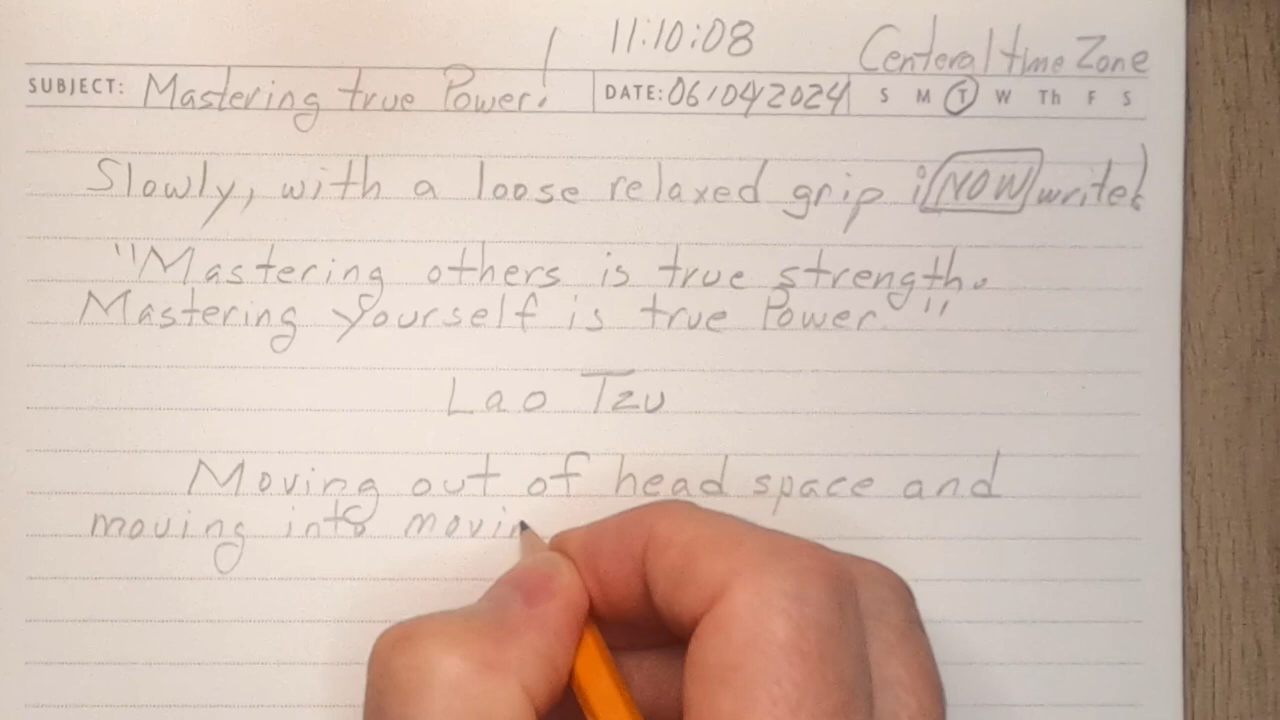 11:10:08 Centeral time Zone
SUBJECT: Mastering true Power! DATE: 06/04/2024 S M T W Th F S
Slowly, with a loose relaxed grip i NOW write!
"Mastering others is true strength.
Mastering Yourself is true Power"
Lao Tzu
Moving out of head space and
moving into movin